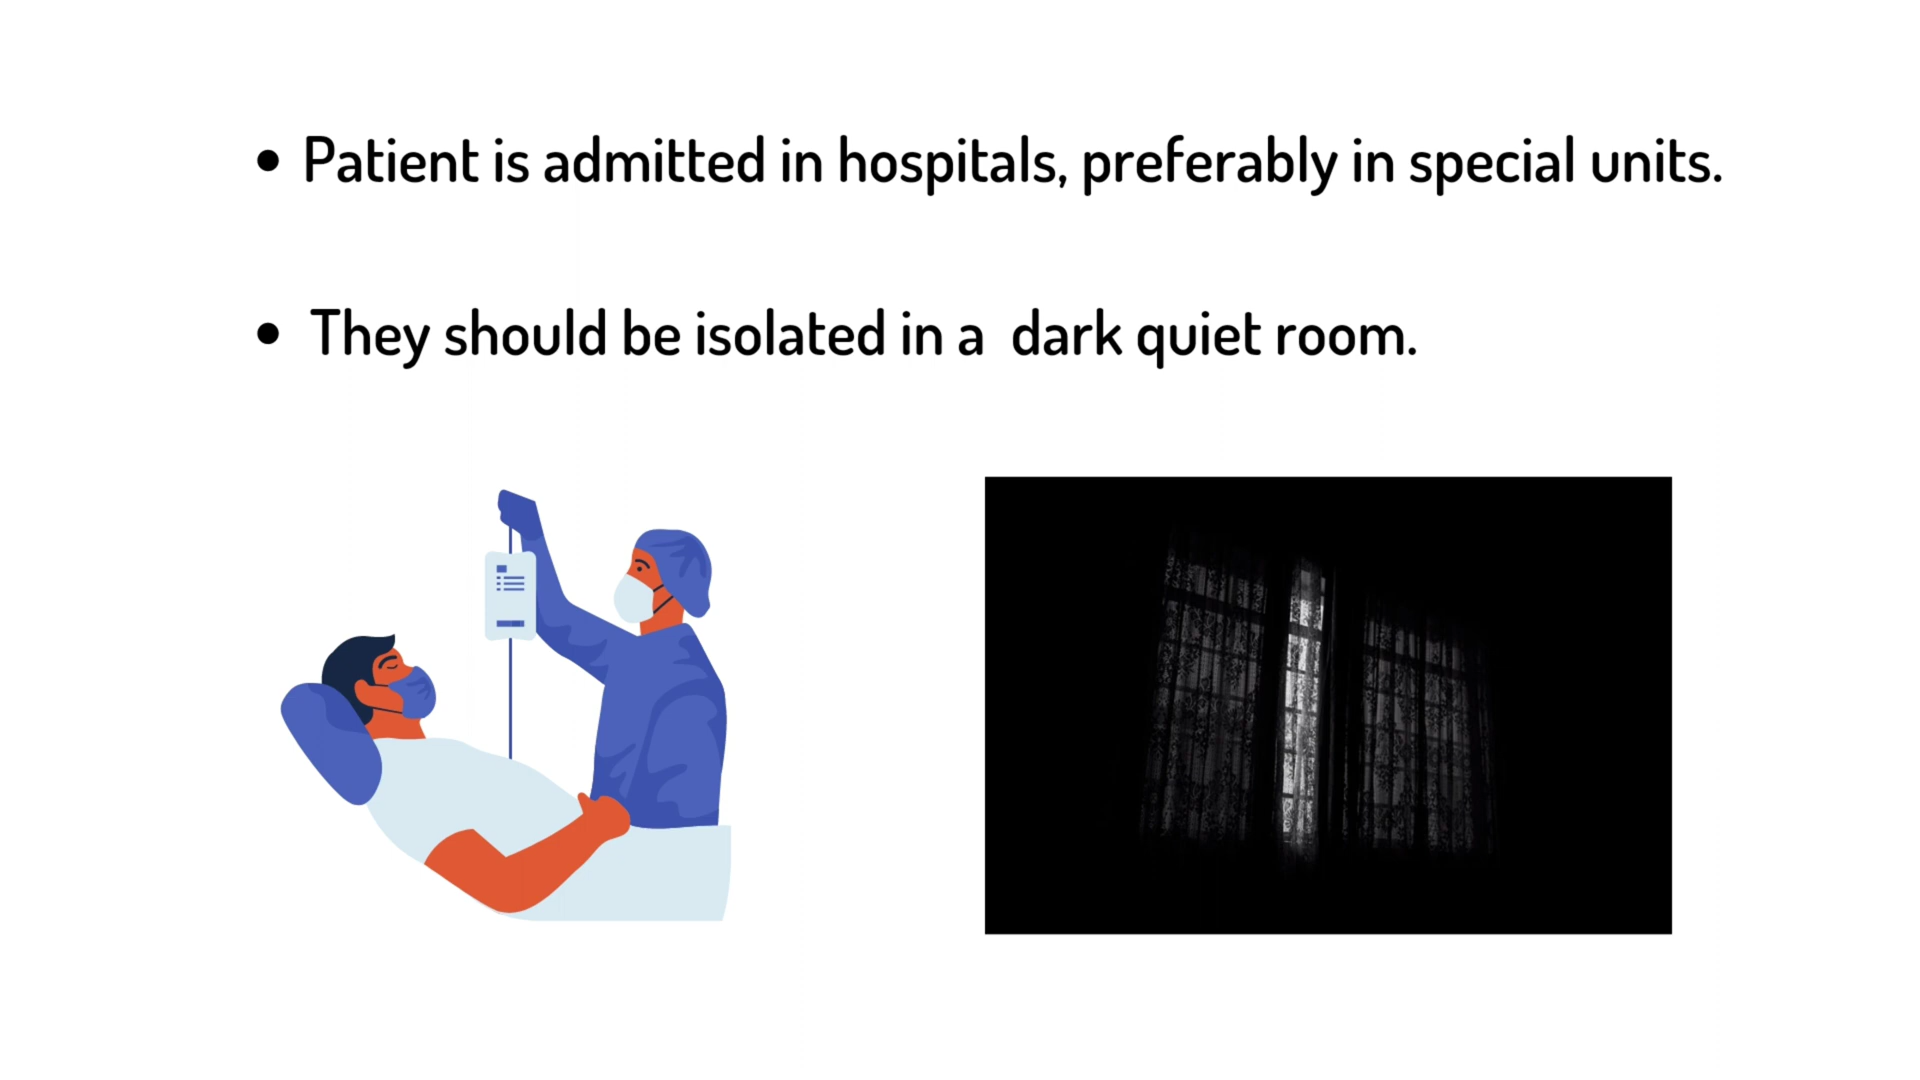 • Patient is admitted in hospitals, preferably in special units.
• They should be isolated in a  dark quiet room.